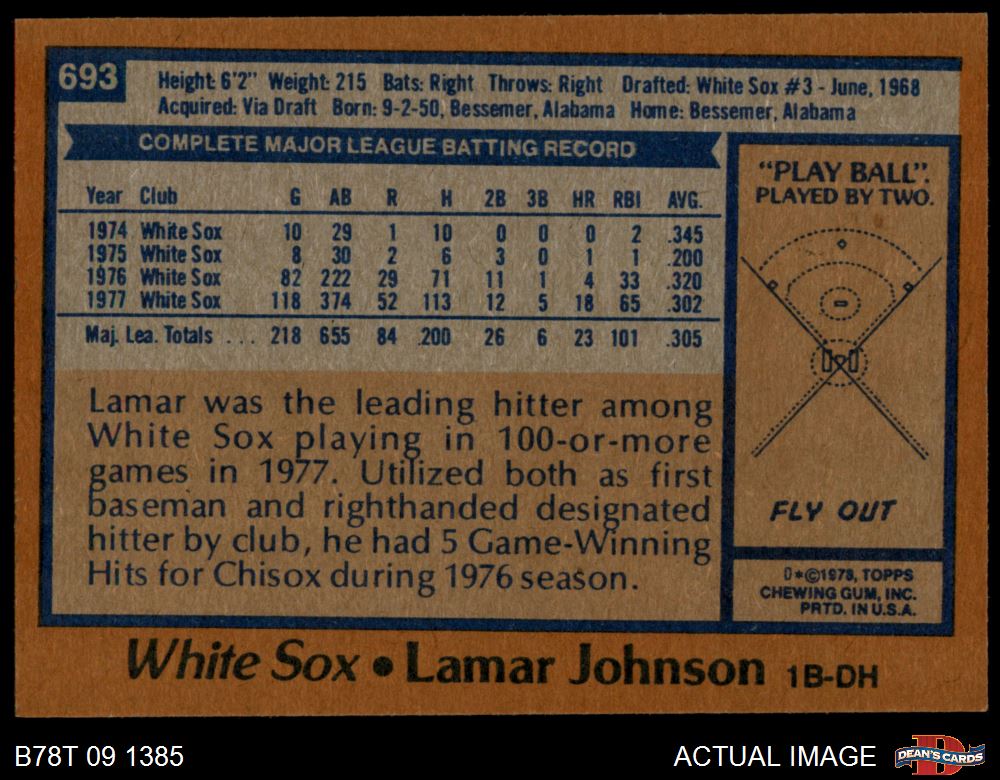 693
Height: 6'2" Weight: 215 Bats: Right Throws: Right Drafted: White Sox #3 - June, 1968
Acquired: Via Draft Born: 9-2-50, Bessemer, Alabama Home: Bessemer, Alabama
COMPLETE MAJOR LEAGUE BATTING RECORD
Year Club G AB R H 2B 3B HR RBI AVG.
1974 White Sox 10 29 1 10 0 0 0 2 .345
1975 White Sox 8 30 2 6 3 0 1 1 .200
1976 White Sox 82 222 29 71 11 1 4 33 .320
1977 White Sox 118 374 52 113 12 5 18 65 .302
Maj. Lea. Totals ... 218 655 84 200 26 6 23 101 .305
Lamar was the leading hitter among
White Sox playing in 100-or-more
games in 1977. Utilized both as first
baseman and righthanded designated
hitter by club, he had 5 Game-Winning
Hits for Chisox during 1976 season.
"PLAY BALL".
PLAYED BY TWO.
FLY OUT
D*©1978, TOPPS
CHEWING GUM, INC.
PRTD. IN U.S.A.
White Sox • Lamar Johnson 1B-DH
B78T 09 1385
ACTUAL IMAGE
DEAN'S CARDS